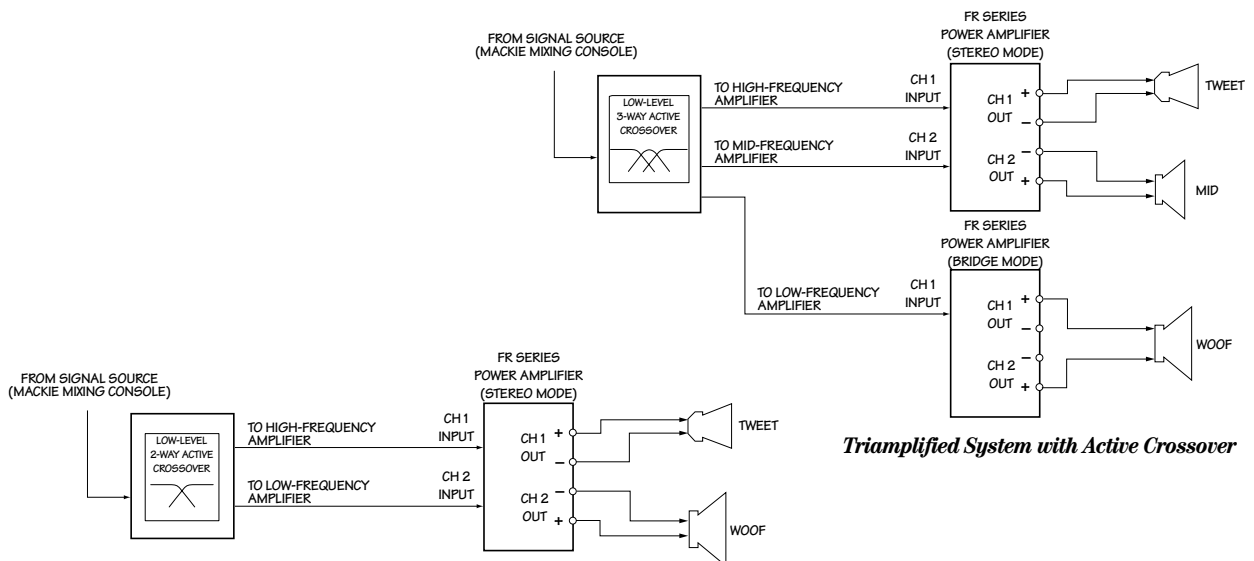 FROM SIGNAL SOURCE
(MACKIE MIXING CONSOLE)
LOW-LEVEL
3-WAY ACTIVE
CROSSOVER
TO HIGH-FREQUENCY
AMPLIFIER
TO MID-FREQUENCY
AMPLIFIER
TO LOW-FREQUENCY
AMPLIFIER
CH 1
INPUT
CH 2
INPUT
FR SERIES
POWER AMPLIFIER
(STEREO MODE)
CH 1
OUT
+
–
CH 2
OUT
–
+
TWEET
MID
CH 1
INPUT
FR SERIES
POWER AMPLIFIER
(BRIDGE MODE)
CH 1
OUT
+
–
CH 2
OUT
–
+
WOOF
Triamplified System with Active Crossover
FROM SIGNAL SOURCE
(MACKIE MIXING CONSOLE)
LOW-LEVEL
2-WAY ACTIVE
CROSSOVER
TO HIGH-FREQUENCY
AMPLIFIER
TO LOW-FREQUENCY
AMPLIFIER
CH 1
INPUT
CH 2
INPUT
FR SERIES
POWER AMPLIFIER
(STEREO MODE)
CH 1
OUT
+
–
CH 2
OUT
–
+
TWEET
WOOF